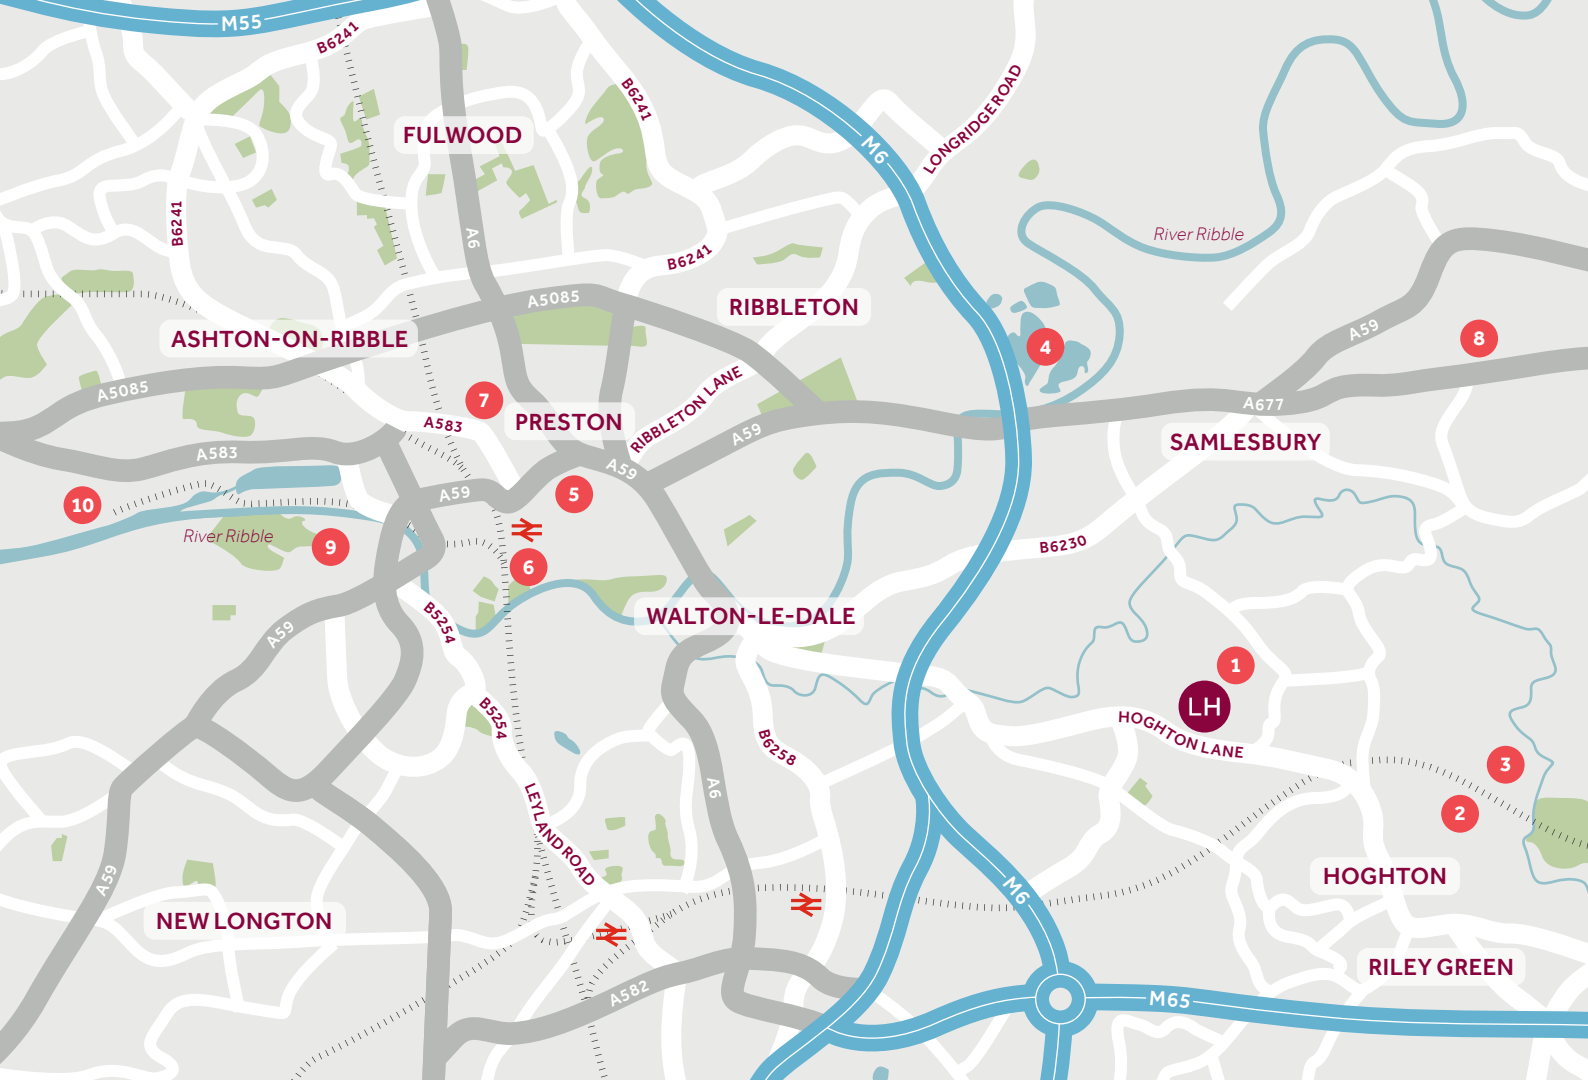 M55
B6241
B6241
FULWOOD
M6
LONGRIDGE ROAD
B6241
A6
River Ribble
B6241
A5085
RIBBLETON
ASHTON-ON-RIBBLE
A59
8
4
A5085
RIBBLETON LANE
7
PRESTON
A583
A677
A59
SAMLESBURY
A583
A59
A59
5
10
River Ribble
9
B6230
6
B5254
WALTON-LE-DALE
A59
1
LH
B5254
HOGHTON LANE
B6258
3
A6
2
LEYLAND ROAD
A59
HOGHTON
M6
NEW LONGTON
RILEY GREEN
A582
M65